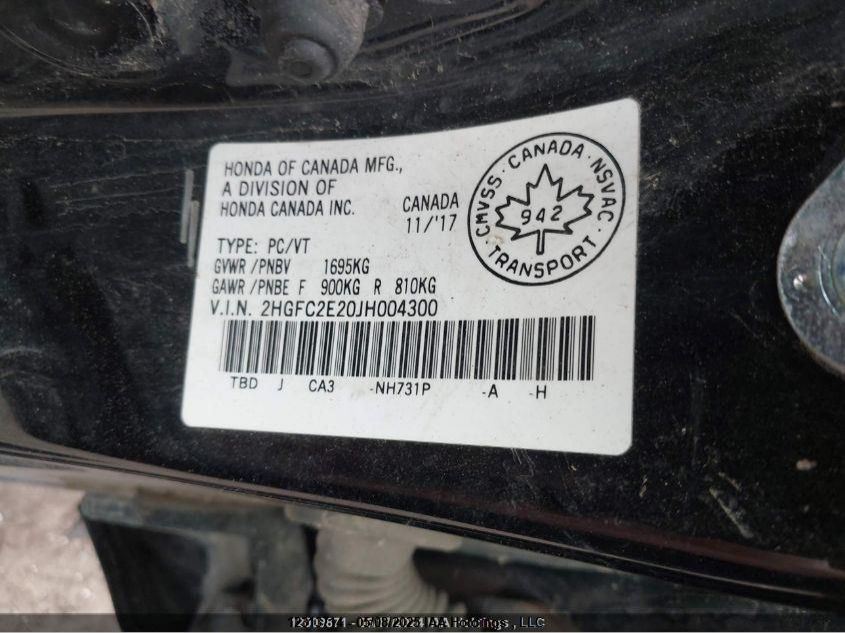 HONDA OF CANADA MFG.,
A DIVISION OF
HONDA CANADA INC.
CANADA
11/'17
TYPE: PC/VT
GVWR /PNBV 1695KG
GAWR /PNBE F 900KG R 810KG
V.I.N. 2HGFC2E20JH004300
TBD J CA3 -NH731P -A -H
CMVSS · CANADA · NSVAC · TRANSPORT ·
942